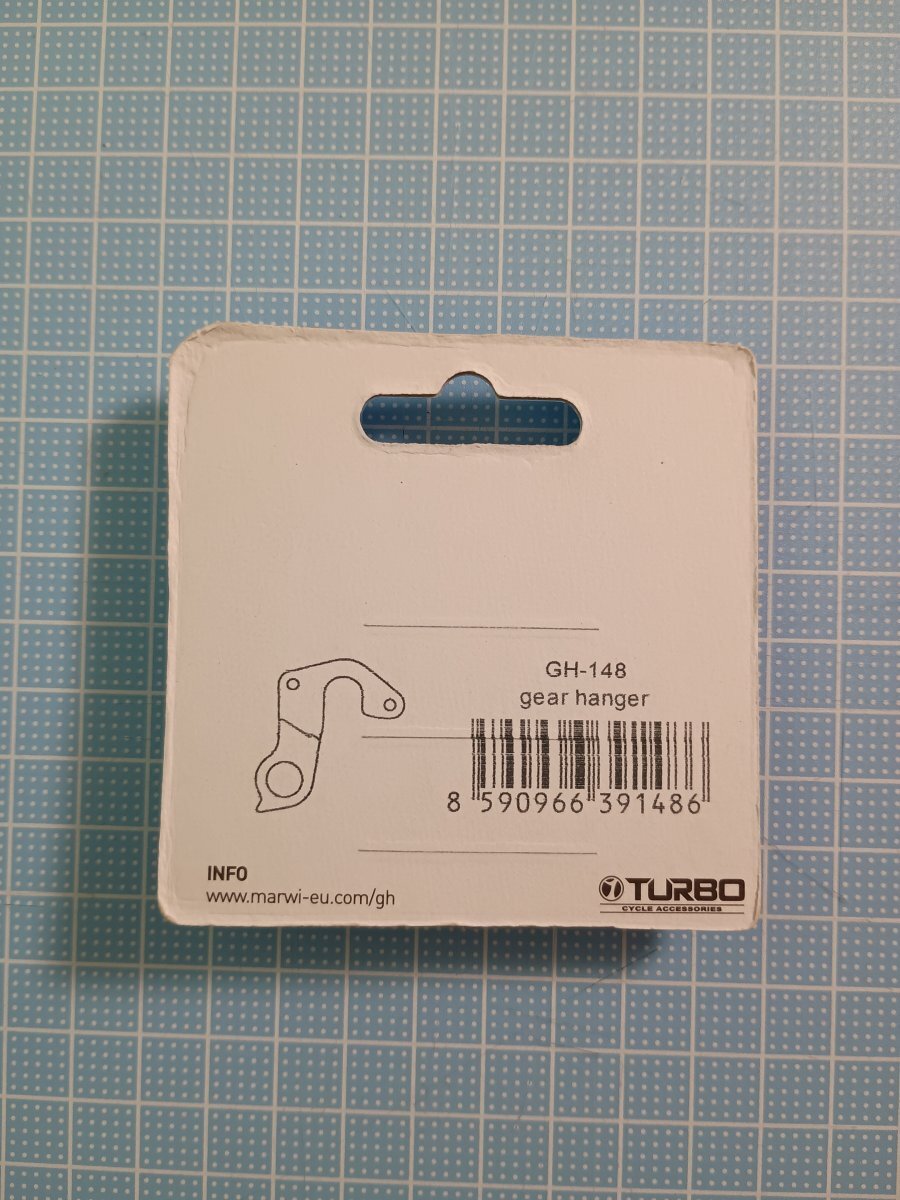 GH-148
gear hanger
8 590966 391486
INFO
www.marwi-eu.com/gh
TURBO
CYCLE ACCESSORIES